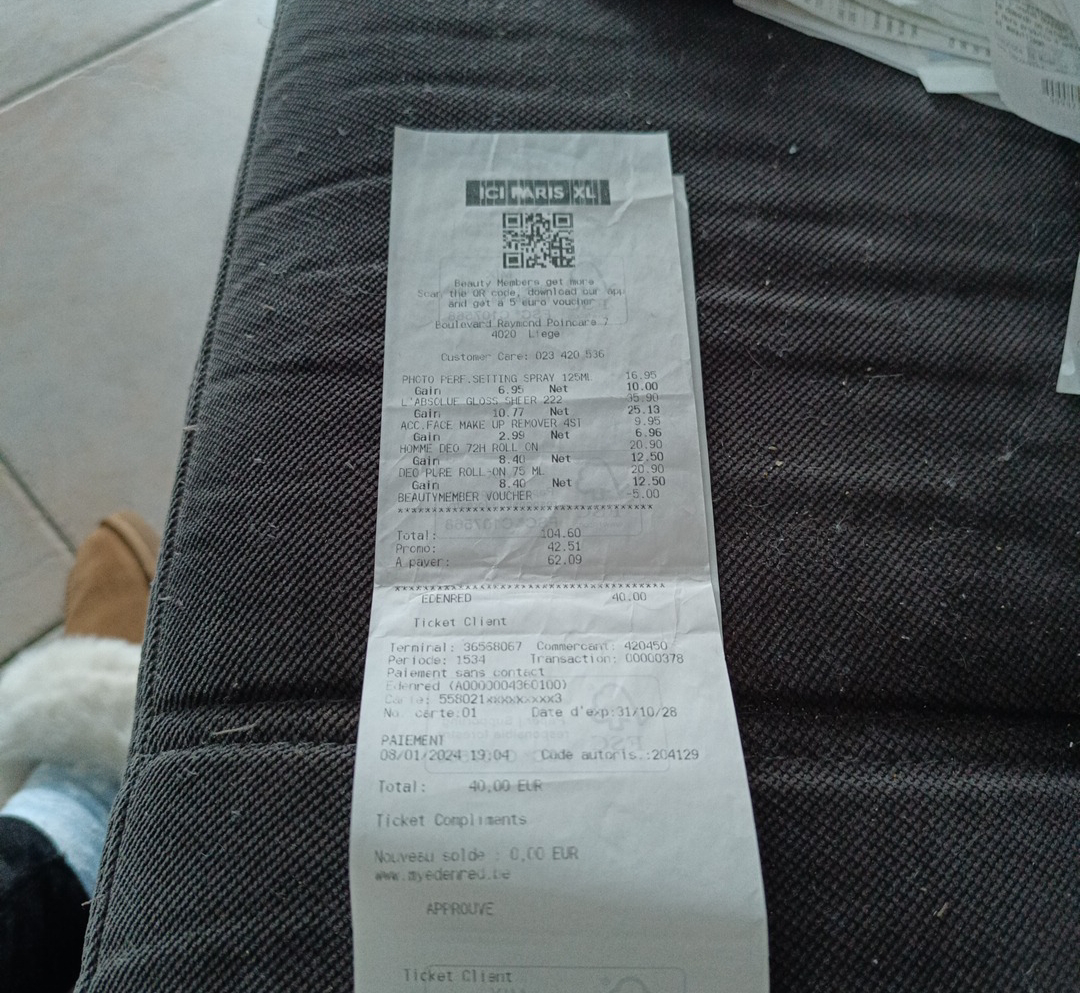 ICI PARIS XL
Beauty Members get more
Scan the QR code, download our app
and get a 5 euro voucher
Boulevard Raymond Poincare 7
4020 Liege
Customer Care: 023 420 536
PHOTO PERF.SETTING SPRAY 125ML 16.95
Gain 6.95 Net 10.00
L"ABSOLUE GLOSS SHEER 222 35.90
Gain 10.77 Net 25.13
ACC.FACE MAKE UP REMOVER 4ST 9.95
Gain 2.99 Net 6.96
HOMME DEO 72H ROLL ON 20.90
Gain 8.40 Net 12.50
DEO PURE ROLL-ON 75 ML 20.90
Gain 8.40 Net 12.50
BEAUTYMEMBER VOUCHER -5.00
Total: 104.60
Promo: 42.51
A payer: 62.09
EDENRED 40.00
Ticket Client
Terminal: 36568067 Commercant: 420450
Periode: 1534 Transaction: 00000378
Paiement sans contact
Edenred (A0000004360100)
Carte: 558021xxxxxxxxx3
No. carte:01 Date d'exp:31/10/28
PAIEMENT
08/01/2024 19:04 Code autoris.:204129
Total: 40,00 EUR
Ticket Compliments
Nouveau solde : 0,00 EUR
www.myedenred.be
APPROUVE
Ticket Client